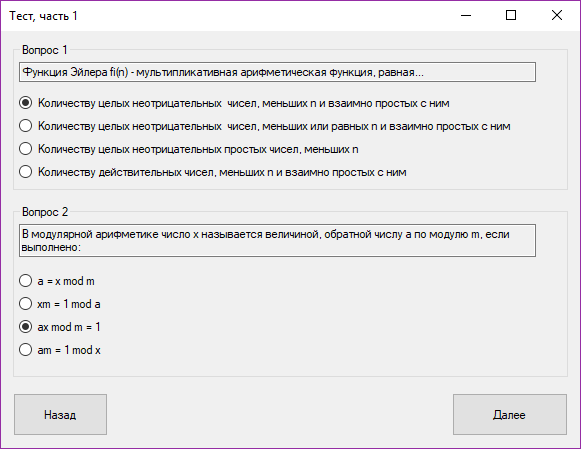 Тест, часть 1
Вопрос 1
Функция Эйлера fi(n) - мультипликативная арифметическая функция, равная...
Количеству целых неотрицательных  чисел, меньших n и взаимно простых с ним
Количеству целых неотрицательных  чисел, меньших или равных n и взаимно простых с ним
Количеству целых неотрицательных простых чисел, меньших n
Количеству действительных чисел, меньших n и взаимно простых с ним
Вопрос 2
В модулярной арифметике число x называется величиной, обратной числу a по модулю m, если
выполнено:
a = x mod m
xm = 1 mod a
ax mod m = 1
am = 1 mod x
Назад
Далее